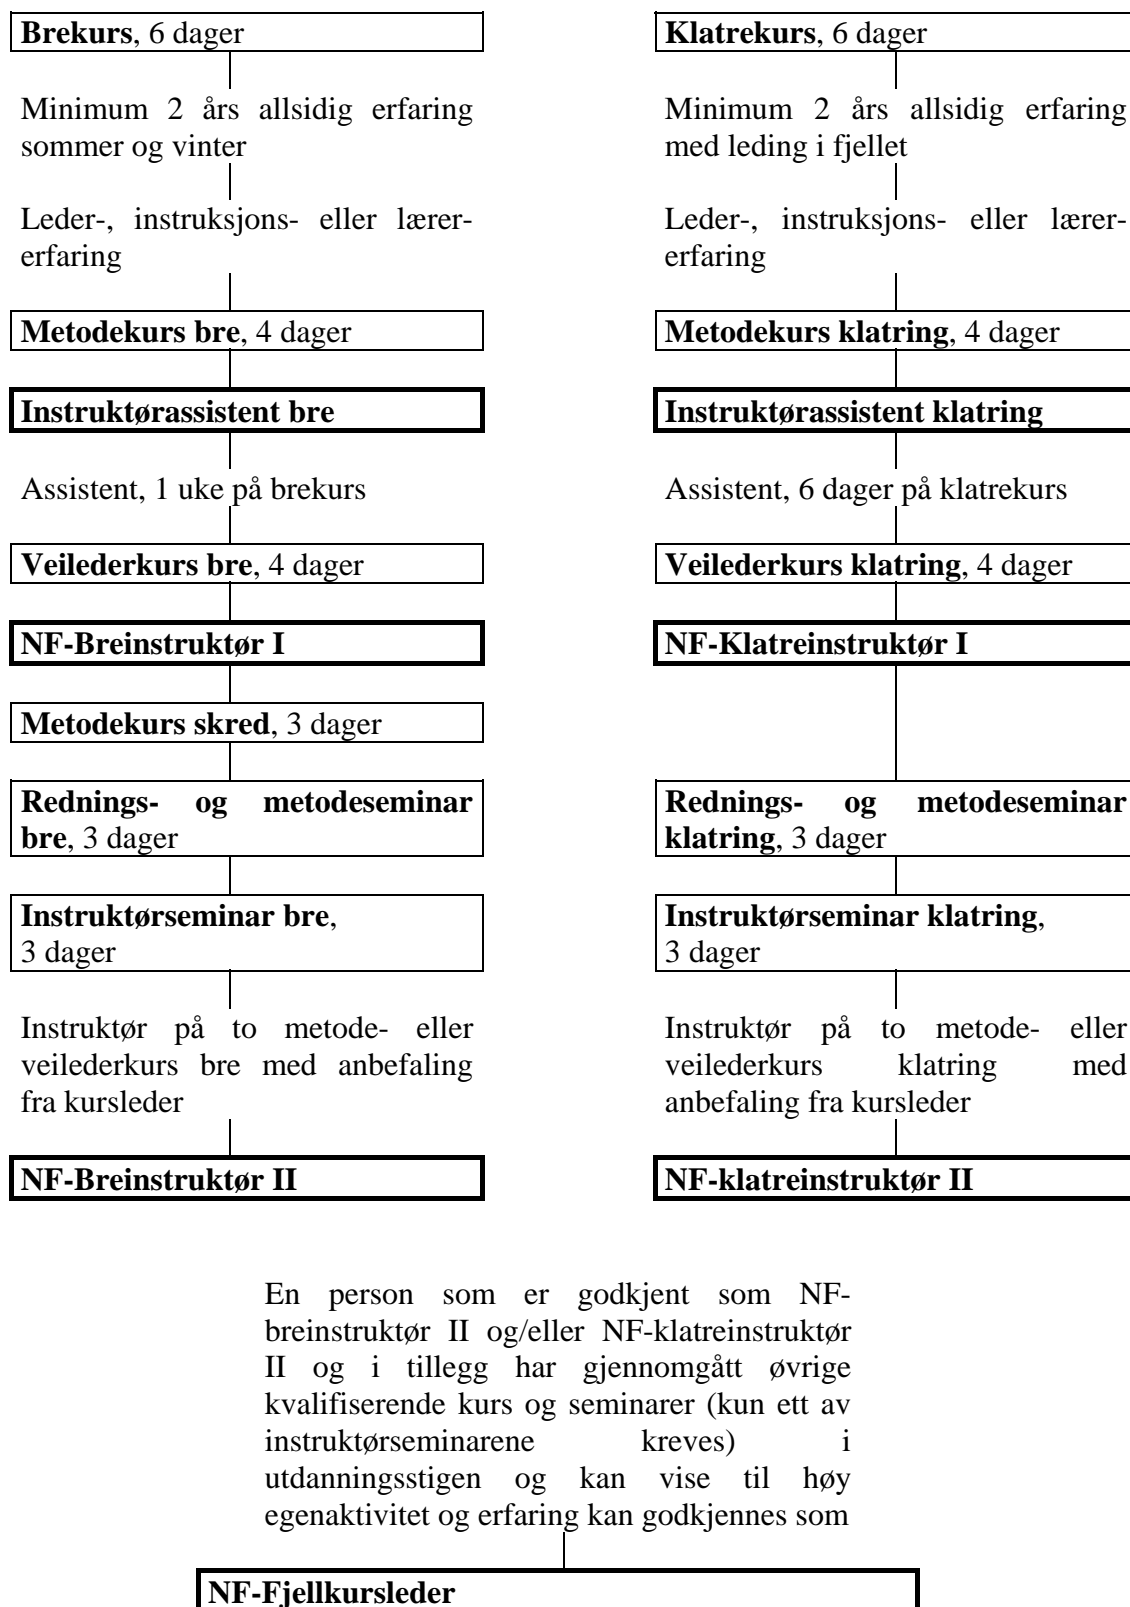 Brekurs, 6 dager
Minimum 2 års allsidig erfaring
sommer og vinter
Leder-, instruksjons- eller lærer-
erfaring
Metodekurs bre, 4 dager
Instruktørassistent bre
Assistent, 1 uke på brekurs
Veilederkurs bre, 4 dager
NF-Breinstruktør I
Metodekurs skred, 3 dager
Rednings- og metodeseminar
bre, 3 dager
Instruktørseminar bre,
3 dager
Instruktør på to metode- eller
veilederkurs bre med anbefaling
fra kursleder
NF-Breinstruktør II
Klatrekurs, 6 dager
Minimum 2 års allsidig erfaring
med leding i fjellet
Leder-, instruksjons- eller lærer-
erfaring
Metodekurs klatring, 4 dager
Instruktørassistent klatring
Assistent, 6 dager på klatrekurs
Veilederkurs klatring, 4 dager
NF-Klatreinstruktør I
Rednings- og metodeseminar
klatring, 3 dager
Instruktørseminar klatring,
3 dager
Instruktør på to metode- eller
veilederkurs klatring med
anbefaling fra kursleder
NF-klatreinstruktør II
En person som er godkjent som NF-
breinstruktør II og/eller NF-klatreinstruktør
II og i tillegg har gjennomgått øvrige
kvalifiserende kurs og seminarer (kun ett av
instruktørseminarene kreves) i
utdanningsstigen og kan vise til høy
egenaktivitet og erfaring kan godkjennes som
NF-Fjellkursleder